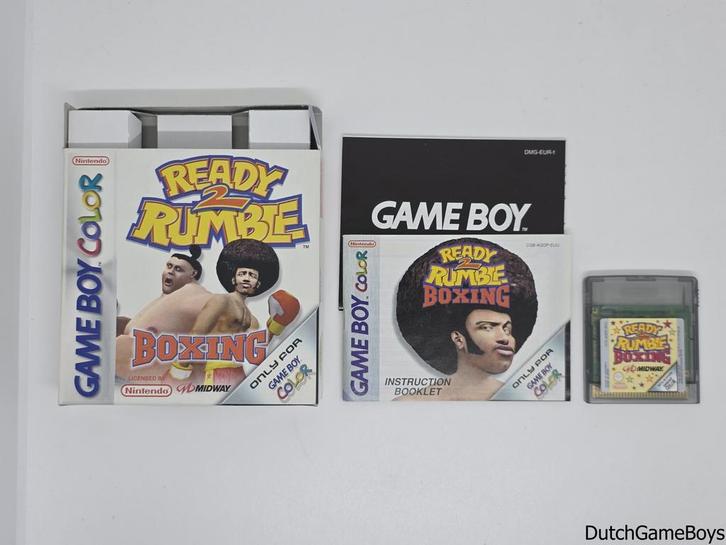 Nintendo
GAME BOY COLOR
READY
2
RUMBLE
TM
BOXING
LICENSED BY
Nintendo
MIDWAY
ONLY FOR
GAME BOY
COLOR
DMG-EUR-1
GAME BOY
TM
Nintendo
GAME BOY COLOR
READY
2
RUMBLE
BOXING
INSTRUCTION
BOOKLET
ONLY FOR
GAME BOY
COLOR
READY
2
RUMBLE
BOXING
MIDWAY
DutchGameBoys